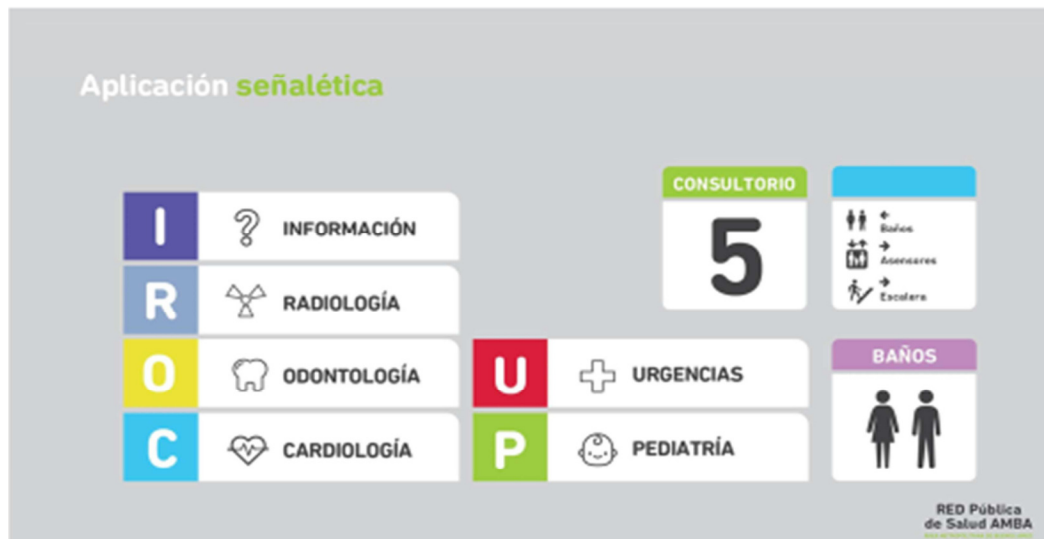 Aplicación señalética
I
INFORMACIÓN
R
RADIOLOGÍA
O
ODONTOLOGÍA
C
CARDIOLOGÍA
U
URGENCIAS
P
PEDIATRÍA
CONSULTORIO
5
Baños
Ascensores
Escalera
BAÑOS
RED Pública
de Salud AMBA